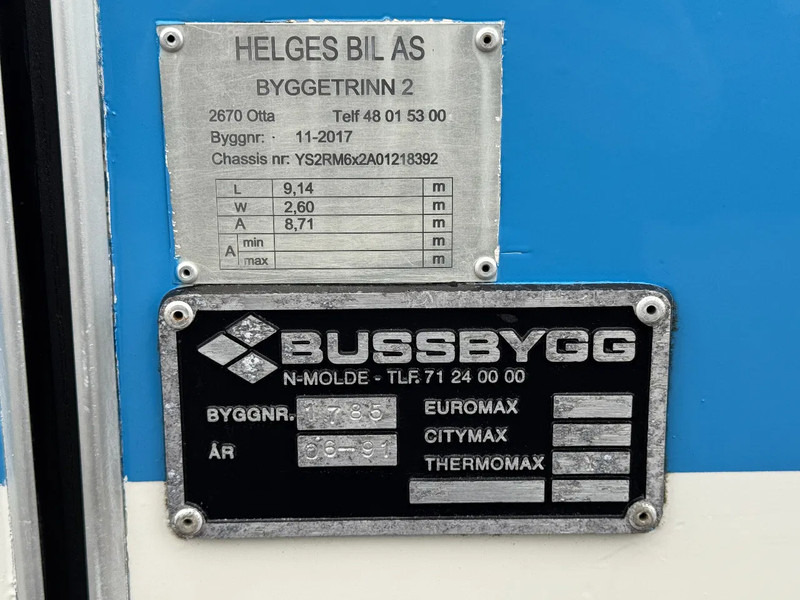 HELGES BIL AS
BYGGETRINN 2
2670 Otta Telf 48 01 53 00
Byggnr: · 11-2017
Chassis nr: YS2RM6x2A01218392
L 9,14 m
W 2,60 m
A 8,71 m
A min m
max m
BUSSBYGG
N-MOLDE - TLF. 71 24 00 00
BYGGNR. 1785 EUROMAX
CITYMAX
ÅR 06-91
THERMOMAX X